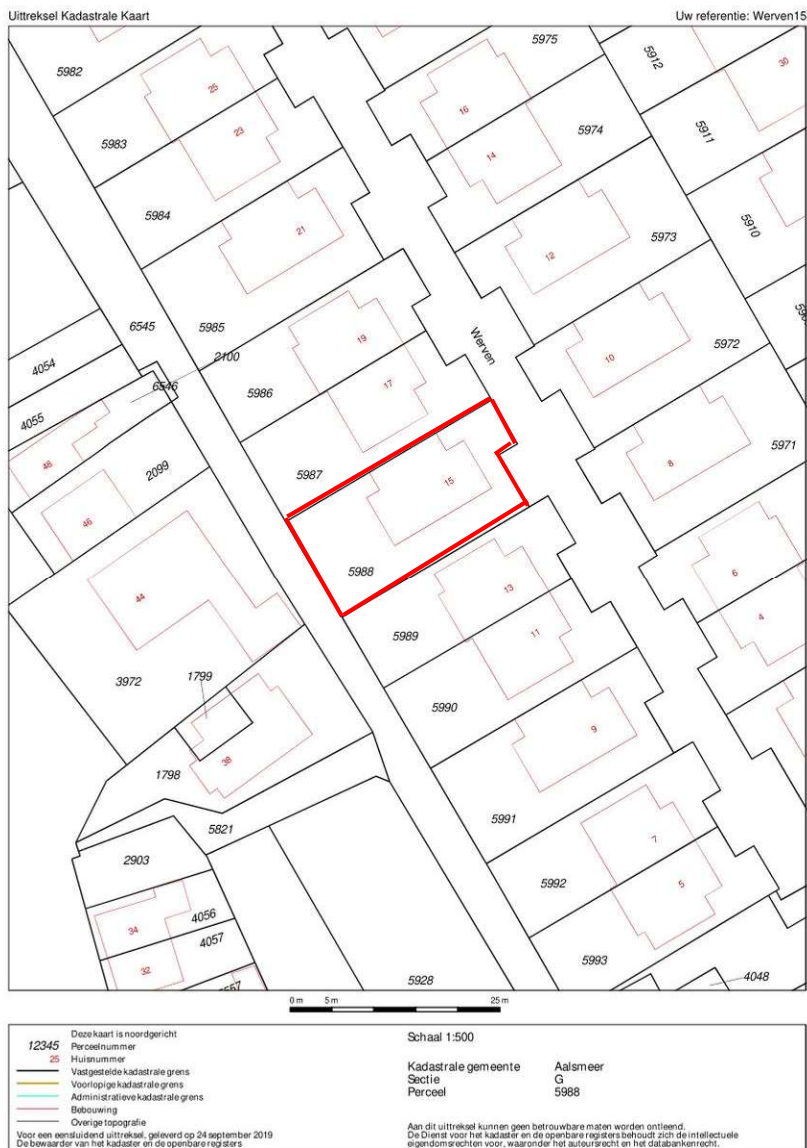 Uittreksel Kadastrale Kaart
Uw referentie: Werven15
5982
25
5983
23
5984
21
5985
6545
2100
4054
6546
4055
5986
19
17
5987
48
2099
46
15
5988
44
3972
1799
1798
38
5821
2903
34
4056
4057
32
5928
5975
16
5974
14
12
5973
Werven
10
5972
8
5971
6
4
13
5989
11
5990
9
5991
7
5992
5
5993
4048
5912
30
5911
5910
0 m
5 m
25 m
Deze kaart is noordgericht
12345 Perceelnummer
25 Huisnummer
Vastgestelde kadastrale grens
Voorlopige kadastrale grens
Administratieve kadastrale grens
Bebouwing
Overige topografie
Voor een eensluidend uittreksel, geleverd op 24 september 2019
De bewaarder van het kadaster en de openbare registers
Schaal 1:500
Kadastrale gemeente Aalsmeer
Sectie G
Perceel 5988
Aan dit uittreksel kunnen geen betrouwbare maten worden ontleend.
De Dienst voor het kadaster en de openbare registers behoudt zich de intellectuele
eigendomsrechten voor, waaronder het auteursrecht en het databankenrecht.